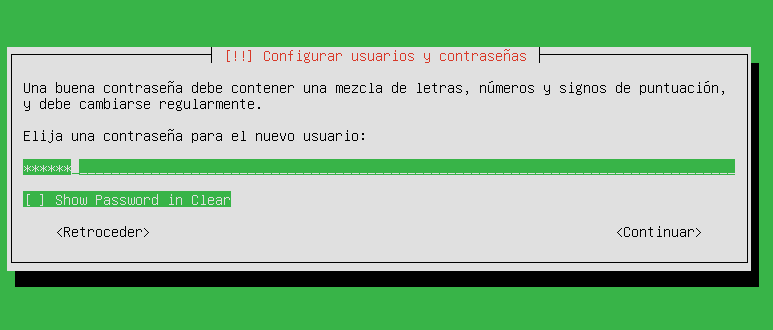 [!!] Configurar usuarios y contraseñas
Una buena contraseña debe contener una mezcla de letras, números y signos de puntuación,
y debe cambiarse regularmente.
Elija una contraseña para el nuevo usuario:
******_______________________________________________________________________________
[ ] Show Password in Clear
<Retroceder> <Continuar>